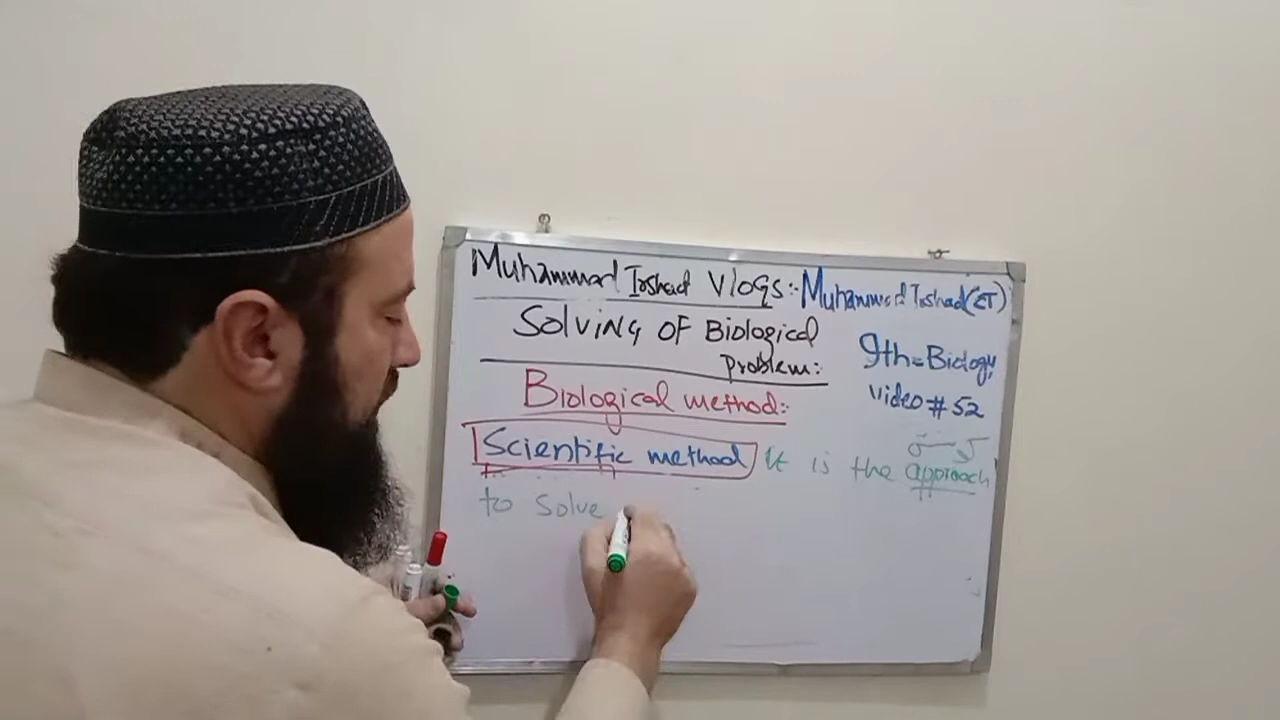 Muhammad Irshad Vlogs:- Muhammad Irshad (ET)
Solving OF Biological
problem:-
9th=Biology
Video # 52
Biological method:-
Scientific method It is the approach
to solve